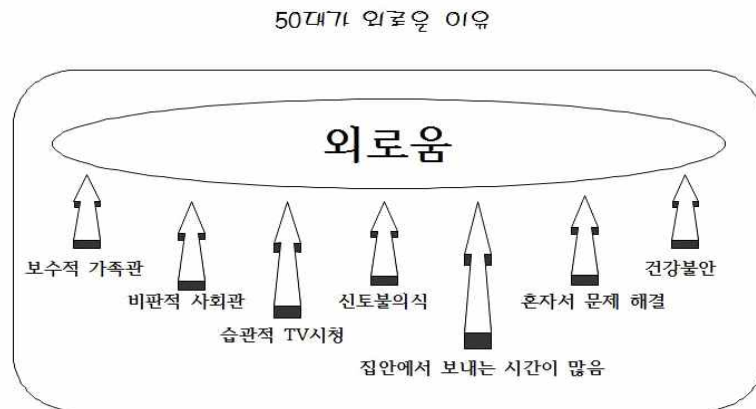 50대가 외로운 이유
외로움
보수적 가족관
비판적 사회관
습관적 TV시청
신토불의식
집안에서 보내는 시간이 많음
혼자서 문제 해결
건강불안